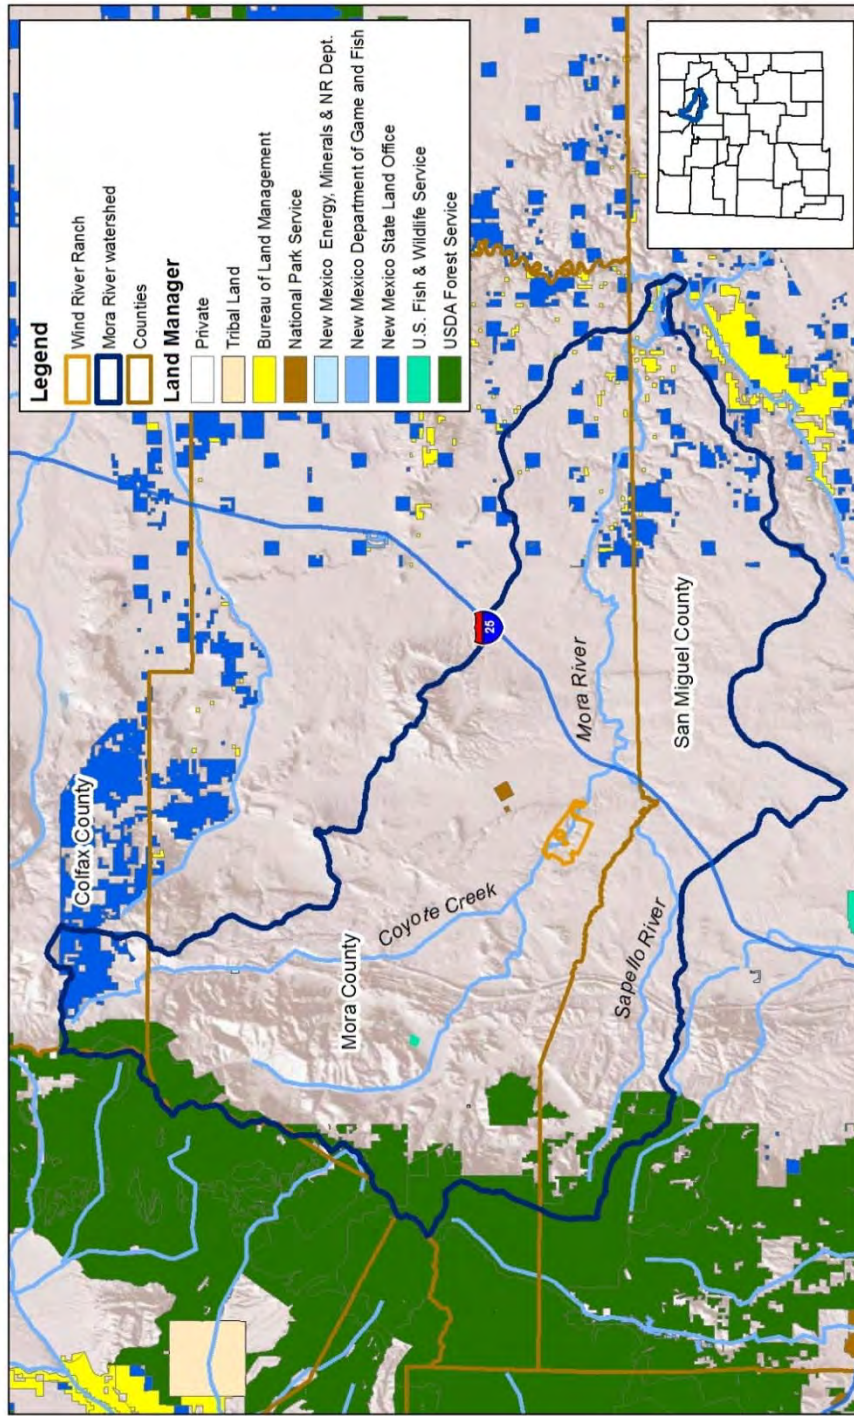 Legend
Wind River Ranch
Mora River watershed
Counties
Land Manager
Private
Tribal Land
Bureau of Land Management
National Park Service
New Mexico Energy, Minerals & NR Dept.
New Mexico Department of Game and Fish
New Mexico State Land Office
U.S. Fish & Wildlife Service
USDA Forest Service
Colfax County
Mora County
Coyote Creek
25
Mora River
San Miguel County
Sapello River